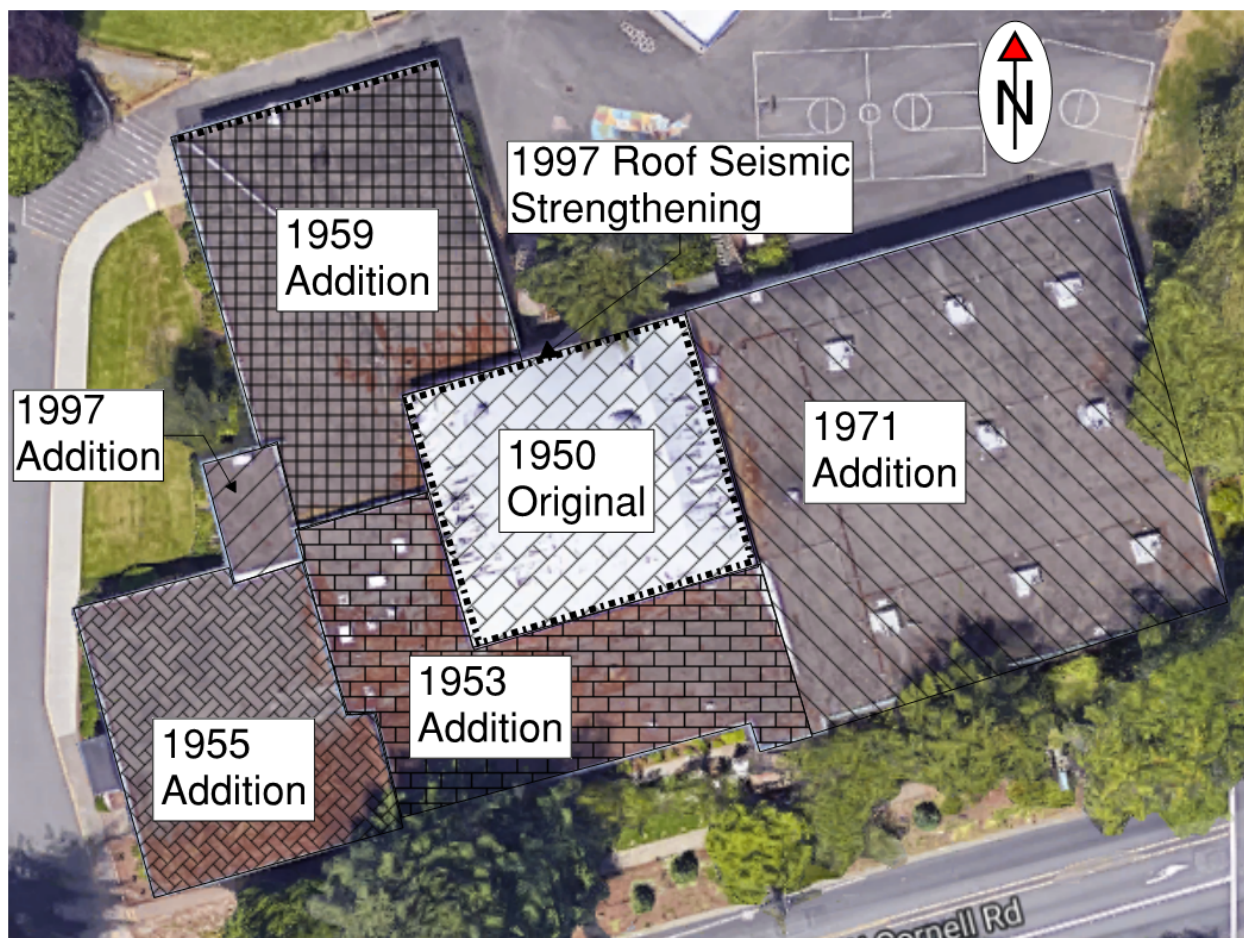 N
1997 Roof Seismic
Strengthening
1959
Addition
1997
Addition
1950
Original
1971
Addition
1953
Addition
1955
Addition
Cornell Rd